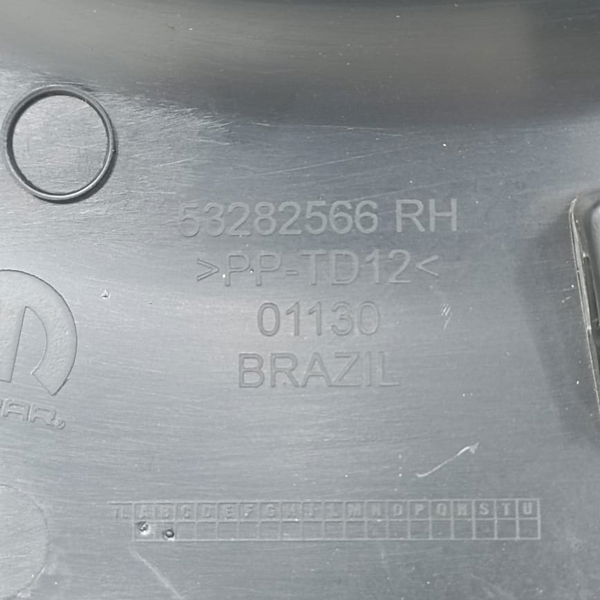 53282566 RH
>PP-TD12<
01130
BRAZIL
A B C D E F G H J L M N O P Q R S T U